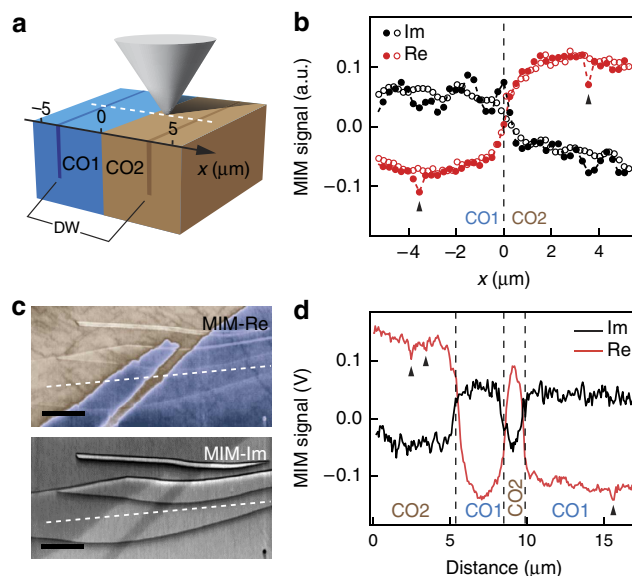 a
−5
0
5
CO1
CO2
x (μm)
DW
b
Im
Re
MIM signal (a.u.)
0.1
0.0
−0.1
CO1
CO2
−4
−2
0
2
4
x (μm)
c
MIM-Re
MIM-Im
d
Im
Re
MIM signal (V)
0.1
0.0
−0.1
CO2
CO1
CO2
CO1
0
5
10
15
Distance (μm)